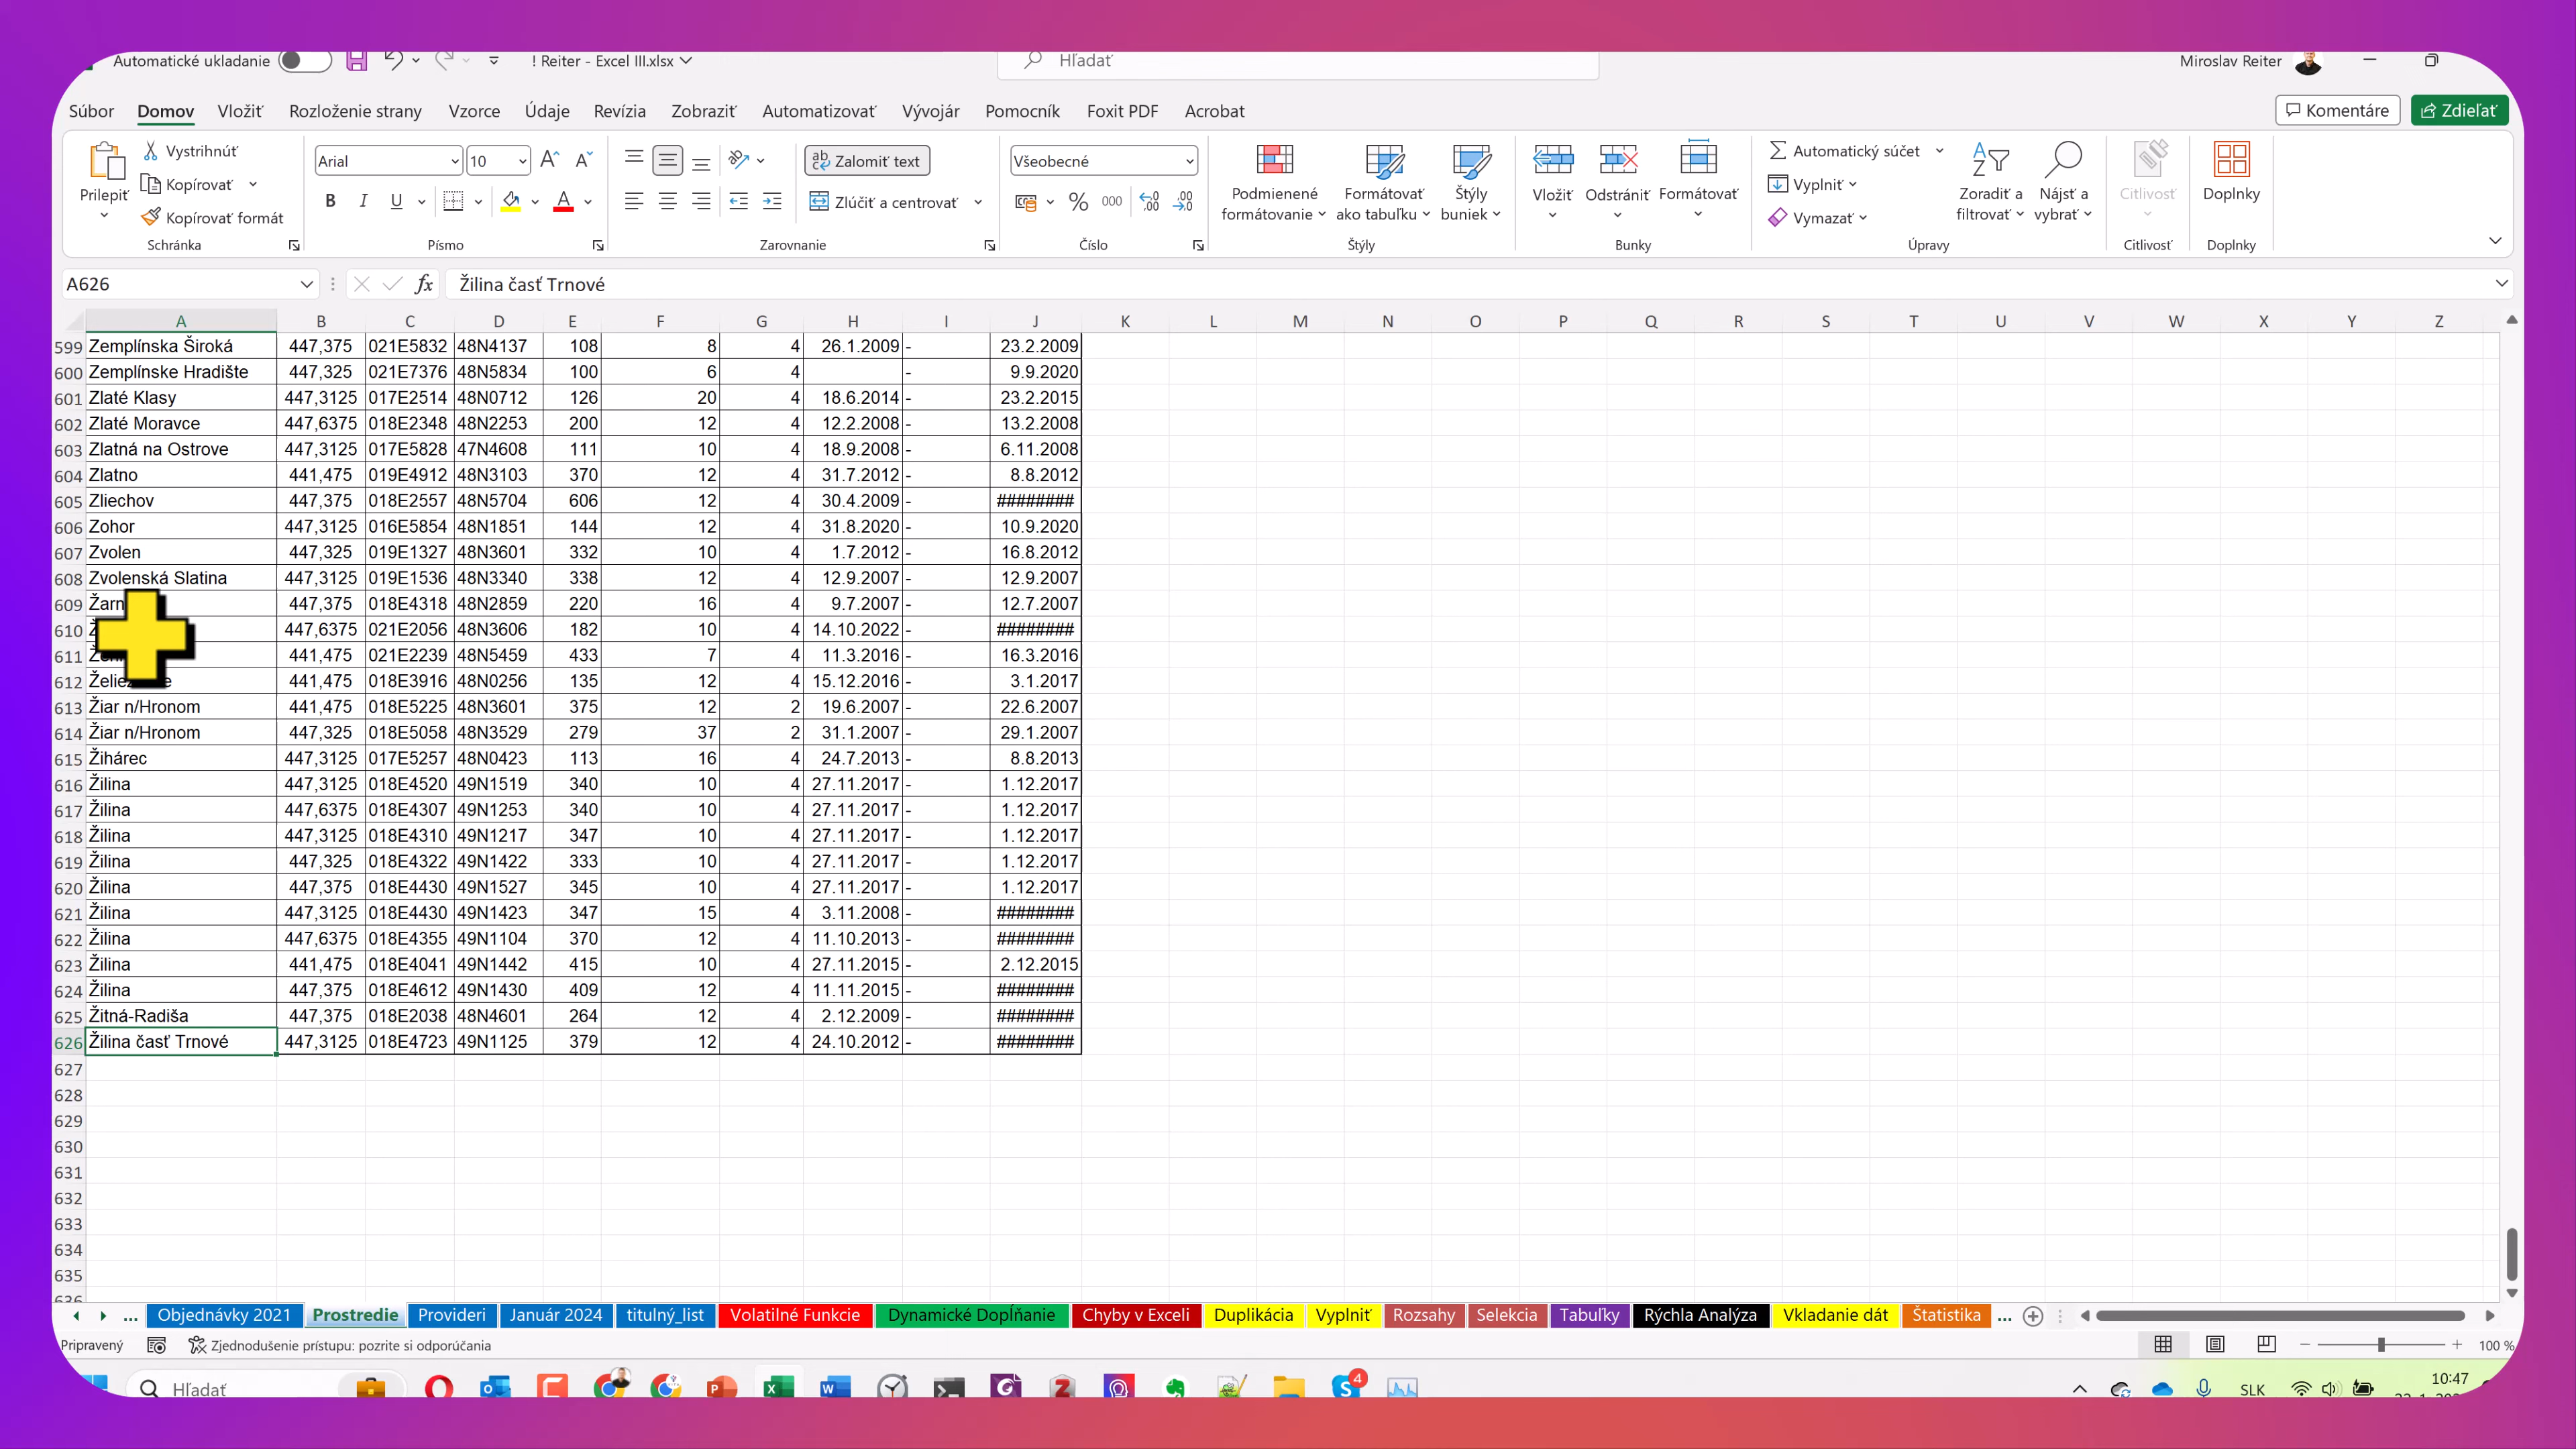 Automatické ukladanie ! Reiter - Excel III.xlsx Hľadať Miroslav Reiter
Súbor Domov Vložiť Rozloženie strany Vzorce Údaje Revízia Zobraziť Automatizovať Vývojár Pomocník Foxit PDF Acrobat Komentáre Zdieľať
Prilepiť Vystrihnúť Kopírovať Kopírovať formát Schránka
Arial 10 B I U A Písmo
Zalomiť text Zlúčiť a centrovať Zarovnanie
Všeobecné % 000 Číslo
Podmienené formátovanie Formátovať ako tabuľku Štýly buniek Štýly
Vložiť Odstrániť Formátovať Bunky
Automatický súčet Vyplniť Vymazať Zoradiť a filtrovať Nájsť a vybrať Úpravy
Citlivosť Citlivosť
Doplnky Doplnky
A626 fx Žilina časť Trnové
A B C D E F G H I J K L M N O P Q R S T U V W X Y Z
599 Zemplínska Široká 447,375 021E5832 48N4137 108 8 4 26.1.2009 - 23.2.2009
600 Zemplínske Hradište 447,325 021E7376 48N5834 100 6 4 - 9.9.2020
601 Zlaté Klasy 447,3125 017E2514 48N0712 126 20 4 18.6.2014 - 23.2.2015
602 Zlaté Moravce 447,6375 018E2348 48N2253 200 12 4 12.2.2008 - 13.2.2008
603 Zlatná na Ostrove 447,3125 017E5828 47N4608 111 10 4 18.9.2008 - 6.11.2008
604 Zlatno 441,475 019E4912 48N3103 370 12 4 31.7.2012 - 8.8.2012
605 Zliechov 447,375 018E2557 48N5704 606 12 4 30.4.2009 - ########
606 Zohor 447,3125 016E5854 48N1851 144 12 4 31.8.2020 - 10.9.2020
607 Zvolen 447,325 019E1327 48N3601 332 10 4 1.7.2012 - 16.8.2012
608 Zvolenská Slatina 447,3125 019E1536 48N3340 338 12 4 12.9.2007 - 12.9.2007
609 447,375 018E4318 48N2859 220 16 4 9.7.2007 - 12.7.2007
610 447,6375 021E2056 48N3606 182 10 4 14.10.2022 - ########
611 441,475 021E2239 48N5459 433 7 4 11.3.2016 - 16.3.2016
612 441,475 018E3916 48N0256 135 12 4 15.12.2016 - 3.1.2017
613 Žiar n/Hronom 441,475 018E5225 48N3601 375 12 2 19.6.2007 - 22.6.2007
614 Žiar n/Hronom 447,325 018E5058 48N3529 279 37 2 31.1.2007 - 29.1.2007
615 Žihárec 447,3125 017E5257 48N0423 113 16 4 24.7.2013 - 8.8.2013
616 Žilina 447,3125 018E4520 49N1519 340 10 4 27.11.2017 - 1.12.2017
617 Žilina 447,6375 018E4307 49N1253 340 10 4 27.11.2017 - 1.12.2017
618 Žilina 447,3125 018E4310 49N1217 347 10 4 27.11.2017 - 1.12.2017
619 Žilina 447,325 018E4322 49N1422 333 10 4 27.11.2017 - 1.12.2017
620 Žilina 447,375 018E4430 49N1527 345 10 4 27.11.2017 - 1.12.2017
621 Žilina 447,3125 018E4430 49N1423 347 15 4 3.11.2008 - ########
622 Žilina 447,6375 018E4355 49N1104 370 12 4 11.10.2013 - ########
623 Žilina 441,475 018E4041 49N1442 415 10 4 27.11.2015 - 2.12.2015
624 Žilina 447,375 018E4612 49N1430 409 12 4 11.11.2015 - ########
625 Žitná-Radiša 447,375 018E2038 48N4601 264 12 4 2.12.2009 - ########
626 Žilina časť Trnové 447,3125 018E4723 49N1125 379 12 4 24.10.2012 - ########
627
628
629
630
631
632
633
634
635
636
... Objednávky 2021 Prostredie Provideri Január 2024 titulný_list Volatilné Funkcie Dynamické Dopĺňanie Chyby v Exceli Duplikácia Vyplniť Rozsahy Selekcia Tabuľky Rýchla Analýza Vkladanie dát Štatistika ...
Pripravený Zjednodušenie prístupu: pozrite si odporúčania 100 %
Hľadať 4 SLK 10:47